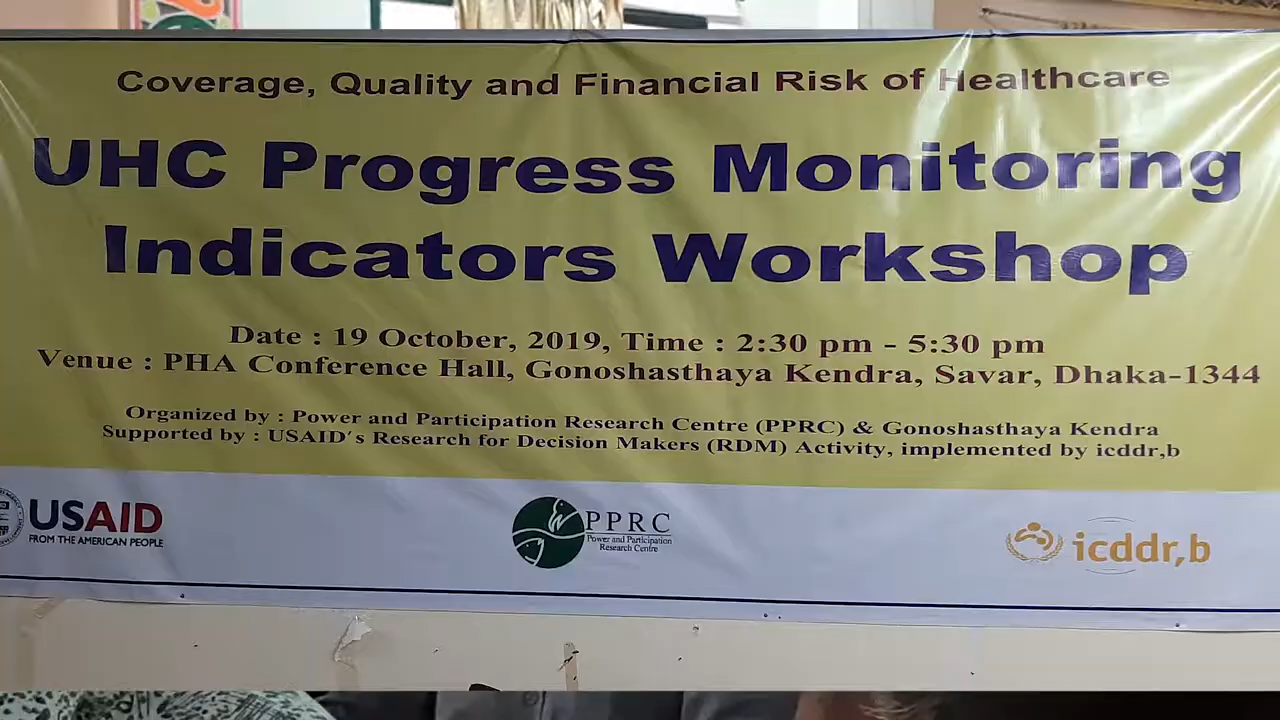 Coverage, Quality and Financial Risk of Healthcare
UHC Progress Monitoring
Indicators Workshop
Date : 19 October, 2019, Time : 2:30 pm - 5:30 pm
Venue : PHA Conference Hall, Gonoshasthaya Kendra, Savar, Dhaka-1344
Organized by : Power and Participation Research Centre (PPRC) & Gonoshasthaya Kendra
Supported by : USAID's Research for Decision Makers (RDM) Activity, implemented by icddr,b
USAID
FROM THE AMERICAN PEOPLE
PPRC
Power and Participation
Research Centre
icddr,b